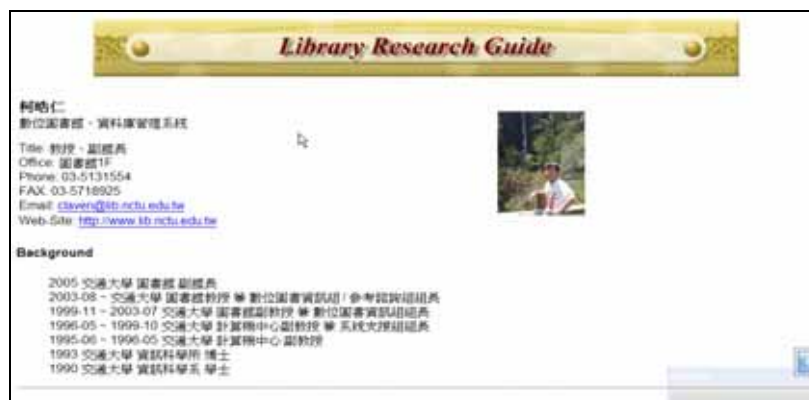 Library Research Guide
柯皓仁
數位圖書館、資料庫管理系統
Title: 教授、副館長
Office: 圖書館1F
Phone: 03-5131554
FAX: 03-5718925
Email: claven@lib.nctu.edu.tw
Web-Site: http://www.lib.nctu.edu.tw
Background
2005 交通大學 圖書館 副館長
2003-08 ~ 交通大學 圖書館教授 兼 數位圖書資訊組 / 參考諮詢組組長
1999-11 ~ 2003-07 交通大學 圖書館副教授 兼 數位圖書資訊組組長
1996-05 ~ 1999-10 交通大學 計算機中心副教授 兼 系統支援組組長
1995-06 ~ 1996-05 交通大學 計算機中心 副教授
1993 交通大學 資訊科學所 博士
1990 交通大學 資訊科學系 學士